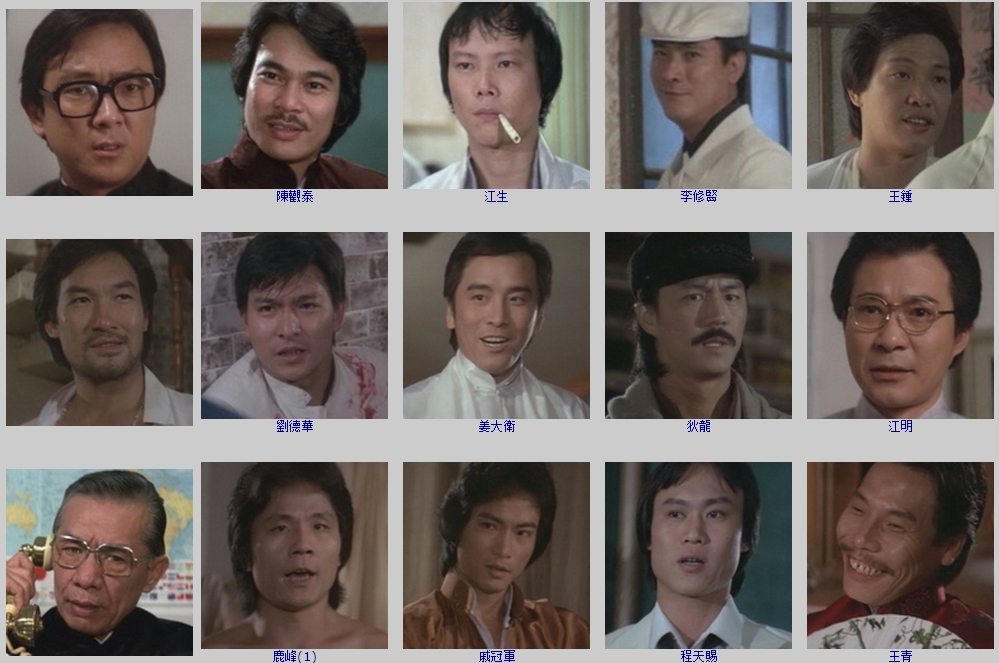 陳觀泰
江生
李修賢
王鍾
劉德華
姜大衛
狄龍
江明
鹿峰(1)
戚冠軍
程天賜
王青